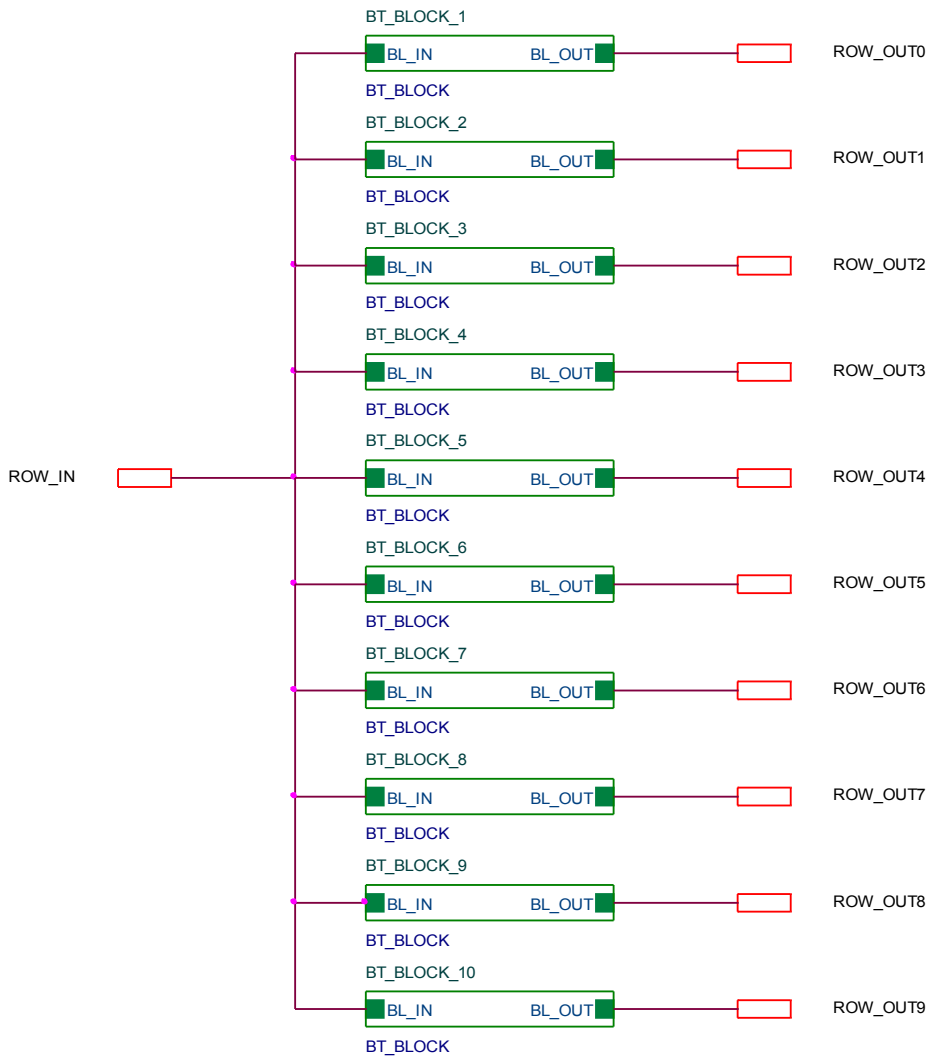 BT_BLOCK_1
BL_IN BL_OUT ROW_OUT0
BT_BLOCK
BT_BLOCK_2
BL_IN BL_OUT ROW_OUT1
BT_BLOCK
BT_BLOCK_3
BL_IN BL_OUT ROW_OUT2
BT_BLOCK
BT_BLOCK_4
BL_IN BL_OUT ROW_OUT3
BT_BLOCK
BT_BLOCK_5
ROW_IN BL_IN BL_OUT ROW_OUT4
BT_BLOCK
BT_BLOCK_6
BL_IN BL_OUT ROW_OUT5
BT_BLOCK
BT_BLOCK_7
BL_IN BL_OUT ROW_OUT6
BT_BLOCK
BT_BLOCK_8
BL_IN BL_OUT ROW_OUT7
BT_BLOCK
BT_BLOCK_9
BL_IN BL_OUT ROW_OUT8
BT_BLOCK
BT_BLOCK_10
BL_IN BL_OUT ROW_OUT9
BT_BLOCK